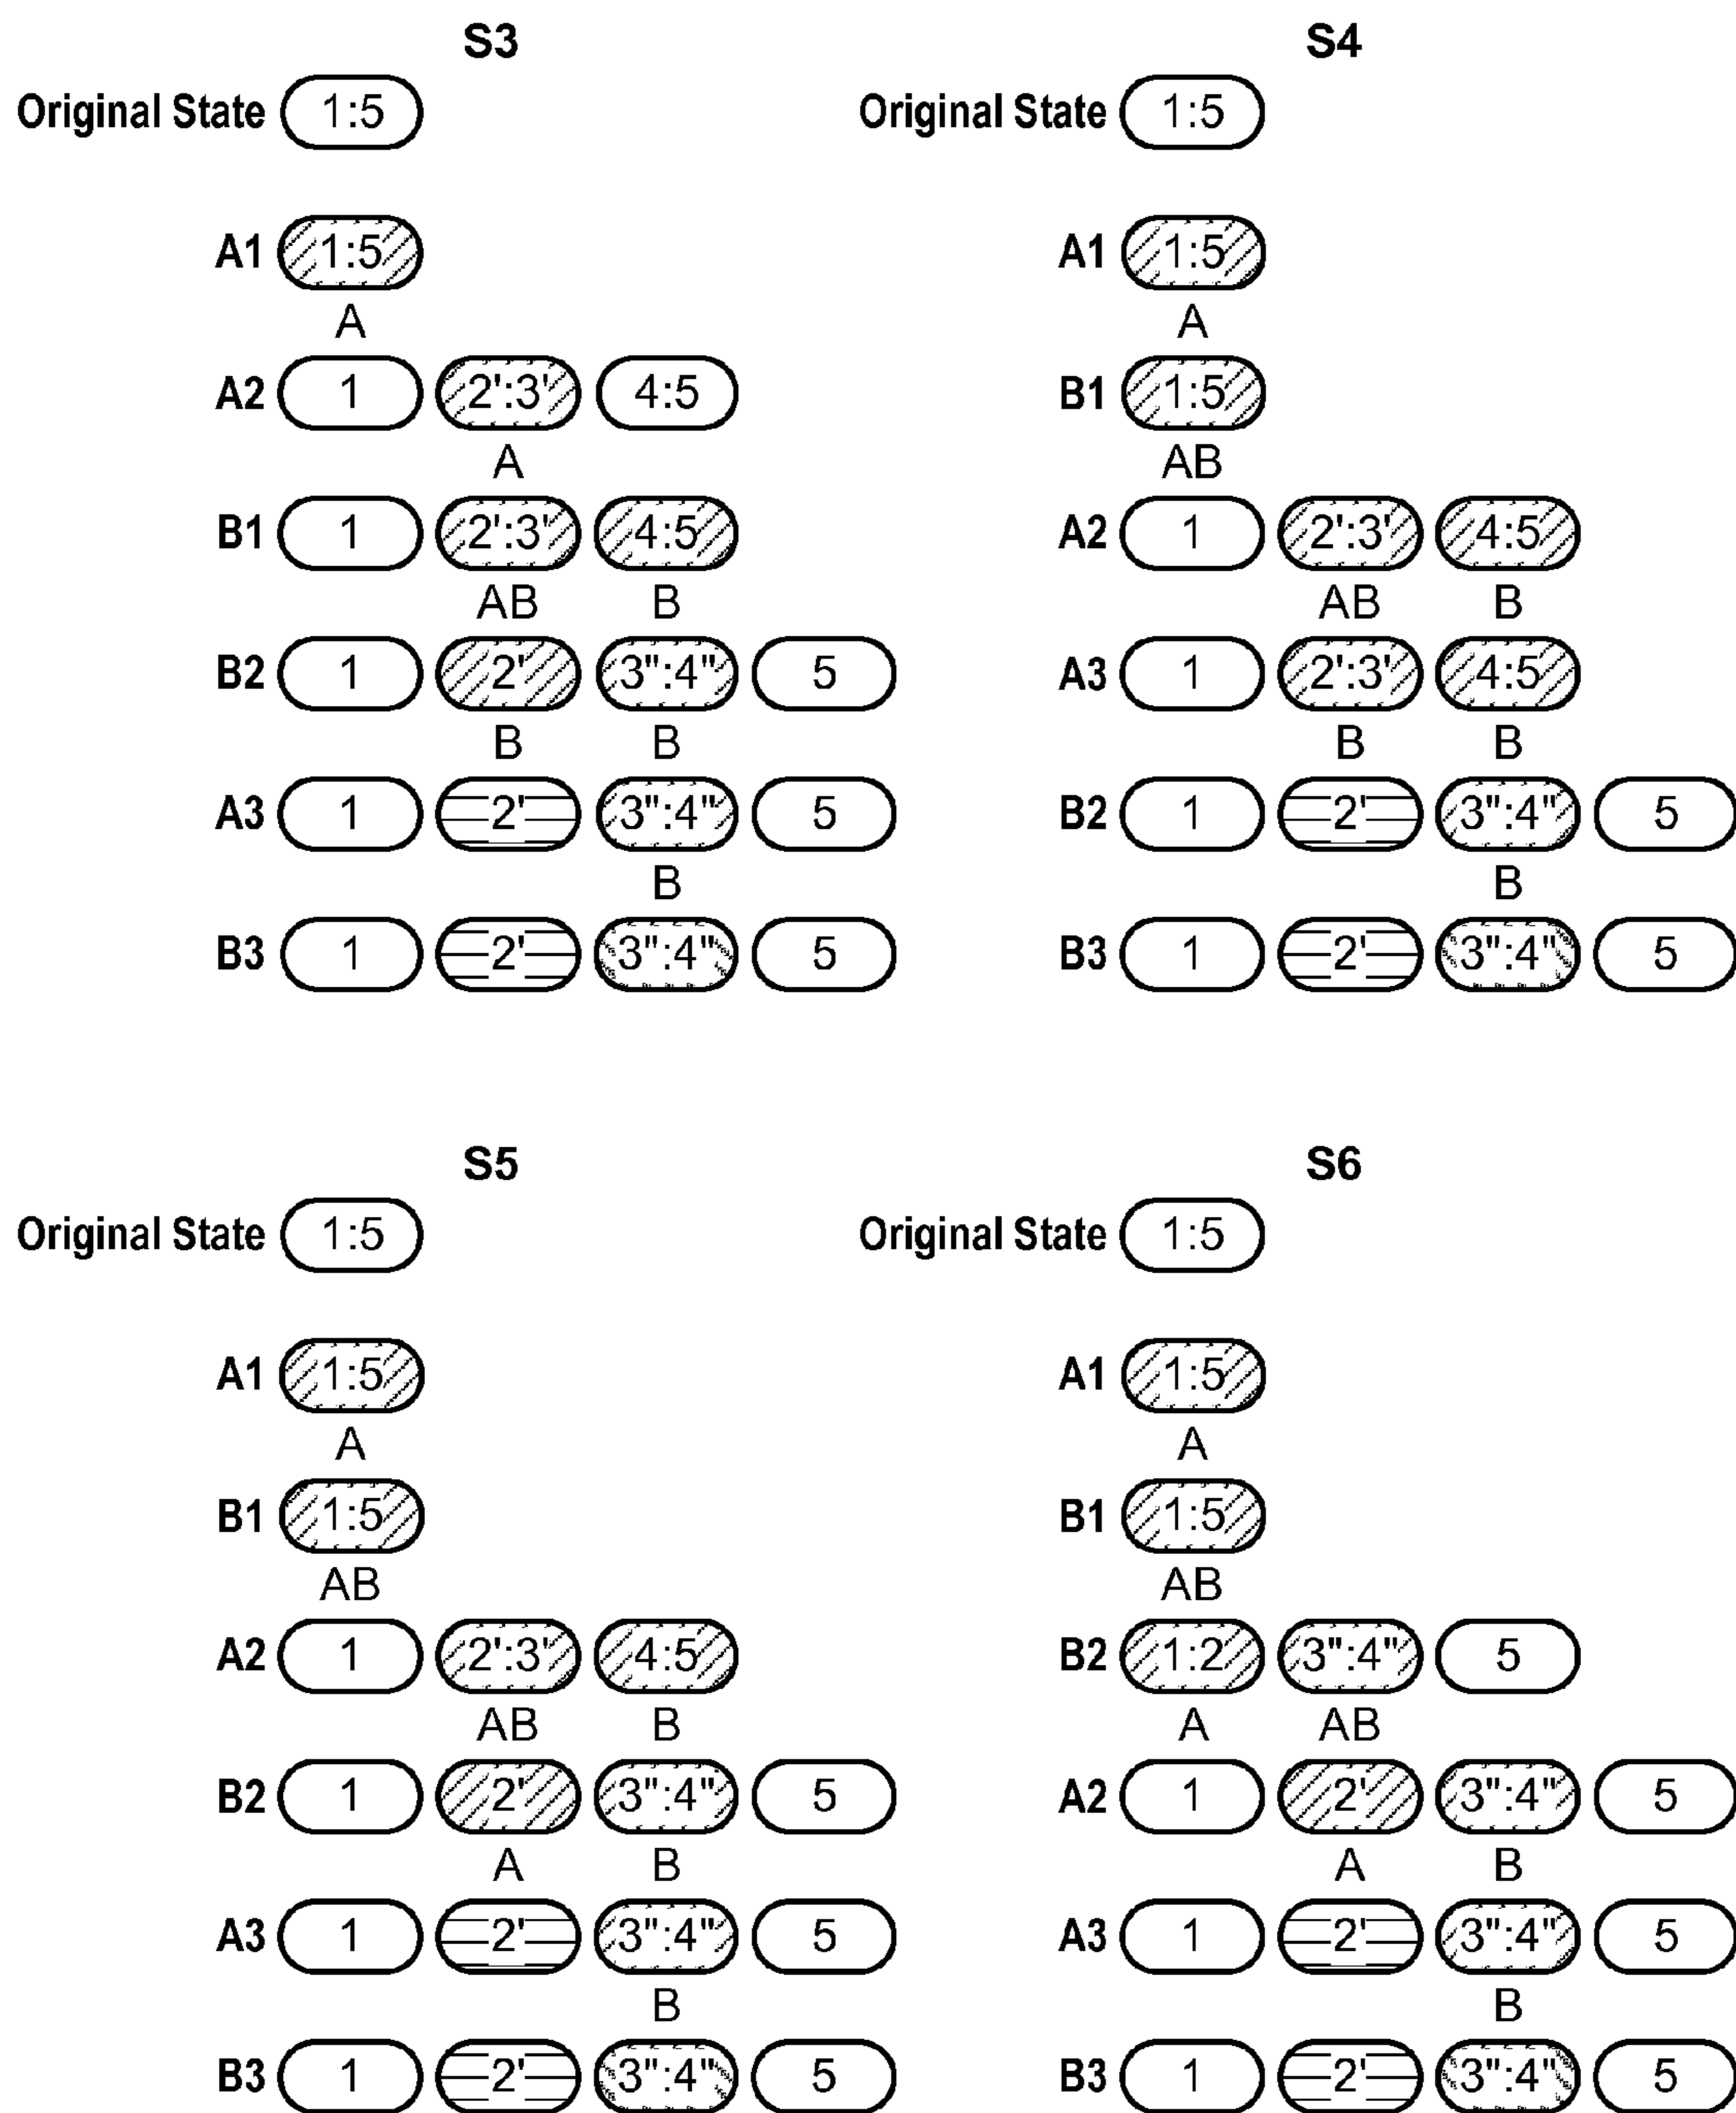 S3
Original State 1:5
A1 1:5
A
A2 1 2':3' 4:5
A
B1 1 2':3' 4:5
AB B
B2 1 2' 3":4" 5
B B
A3 1 2' 3":4" 5
B
B3 1 2' 3":4" 5
S4
Original State 1:5
A1 1:5
A
B1 1:5
AB
A2 1 2':3' 4:5
AB B
A3 1 2':3' 4:5
B B
B2 1 2' 3":4" 5
B
B3 1 2' 3":4" 5
S5
Original State 1:5
A1 1:5
A
B1 1:5
AB
A2 1 2':3' 4:5
AB B
B2 1 2' 3":4" 5
A B
A3 1 2' 3":4" 5
B
B3 1 2' 3":4" 5
S6
Original State 1:5
A1 1:5
A
B1 1:5
AB
B2 1:2 3":4" 5
A AB
A2 1 2' 3":4" 5
A B
A3 1 2' 3":4" 5
B
B3 1 2' 3":4" 5